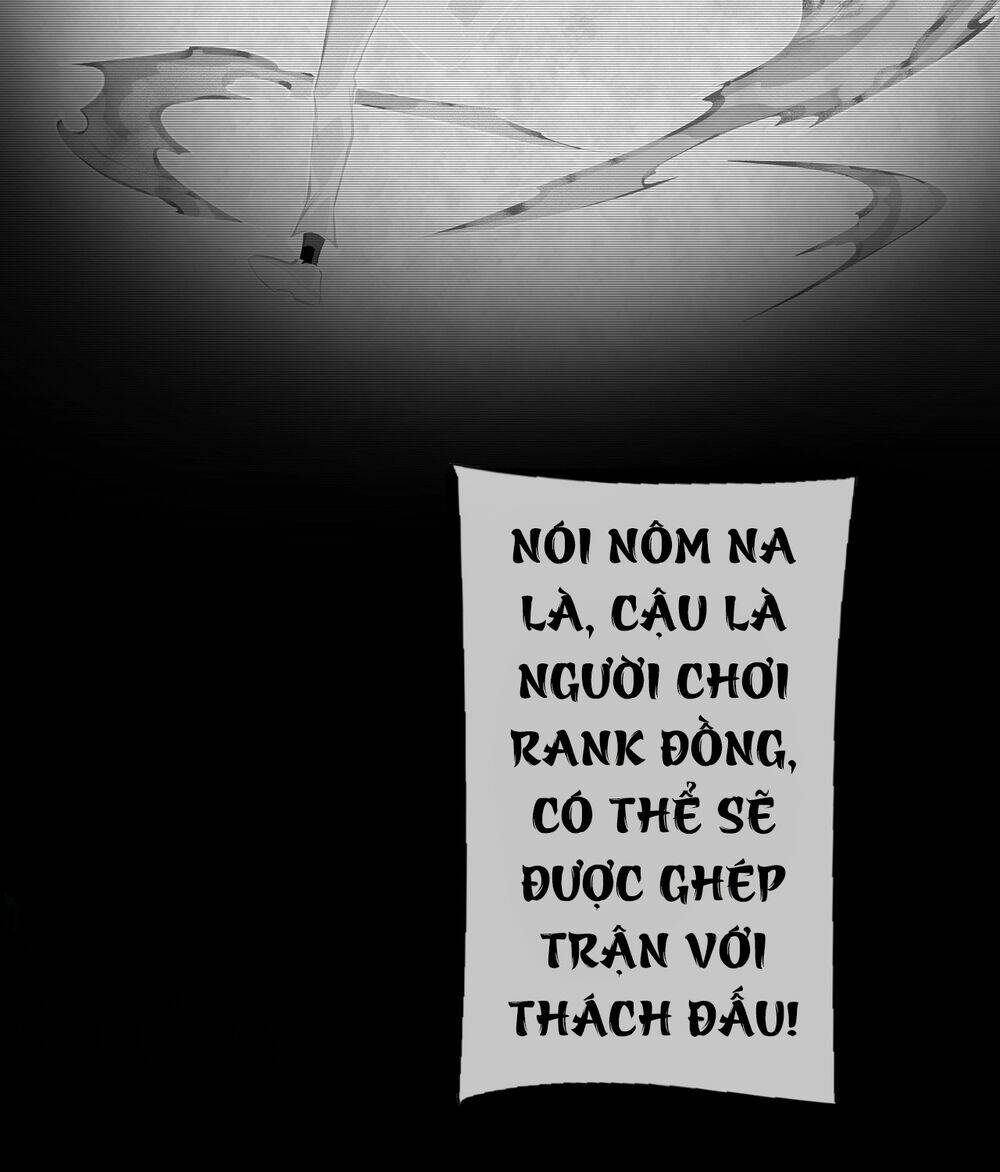 NÓI NÔM NA
LÀ, CẬU LÀ
NGƯỜI CHƠI
RANK ĐỒNG,
CÓ THỂ SẼ
ĐƯỢC GHÉP
TRẬN VỚI
THÁCH ĐẤU!